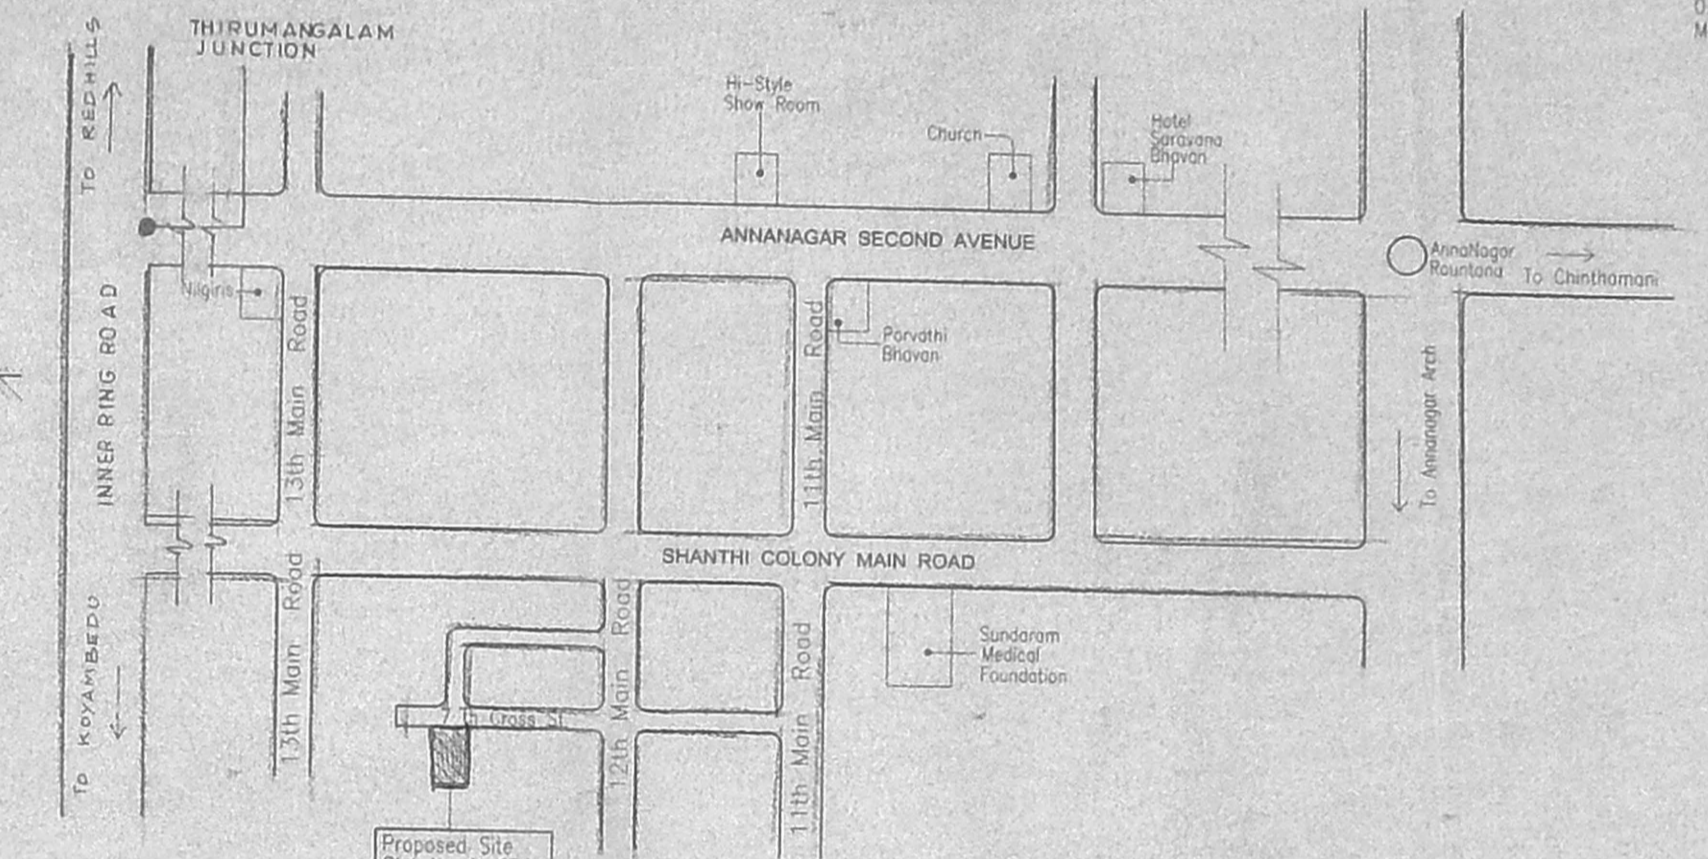 THIRUMANGALAM
JUNCTION
TO REDHILLS
Hi-Style
Show Room
Church
Hotel
Saravana
Bhavan
ANNANAGAR SECOND AVENUE
AnnaNagar
Rountana
To Chinthamani
Nilgiris
INNER RING ROAD
13th Main Road
11th Main Road
Parvathi
Bhavan
To Annanagar Arch
SHANTHI COLONY MAIN ROAD
TO KOYAMBEDU
13th Main Road
12th Main Road
11th Main Road
7th Cross St
Sundaram
Medical
Foundation
Proposed Site